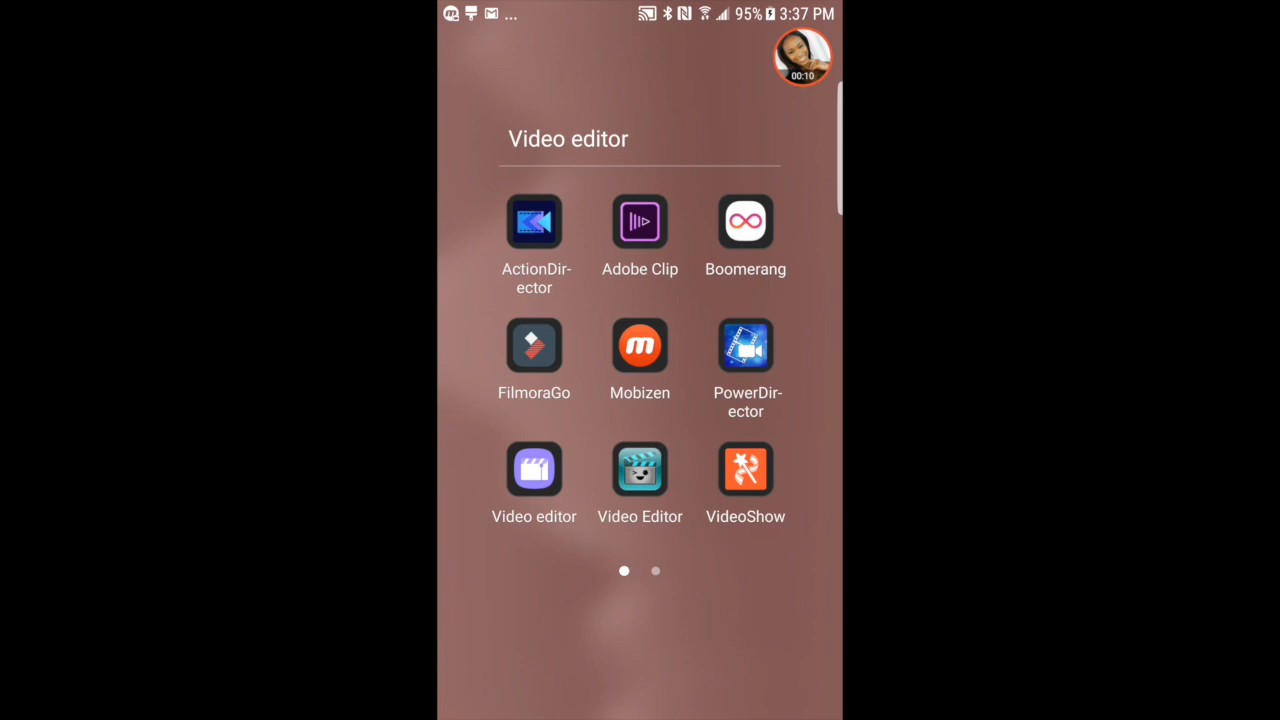 ... 95% 3:37 PM
00:10
Video editor
ActionDir-
ector
Adobe Clip
Boomerang
FilmoraGo
Mobizen
PowerDir-
ector
Video editor
Video Editor
VideoShow